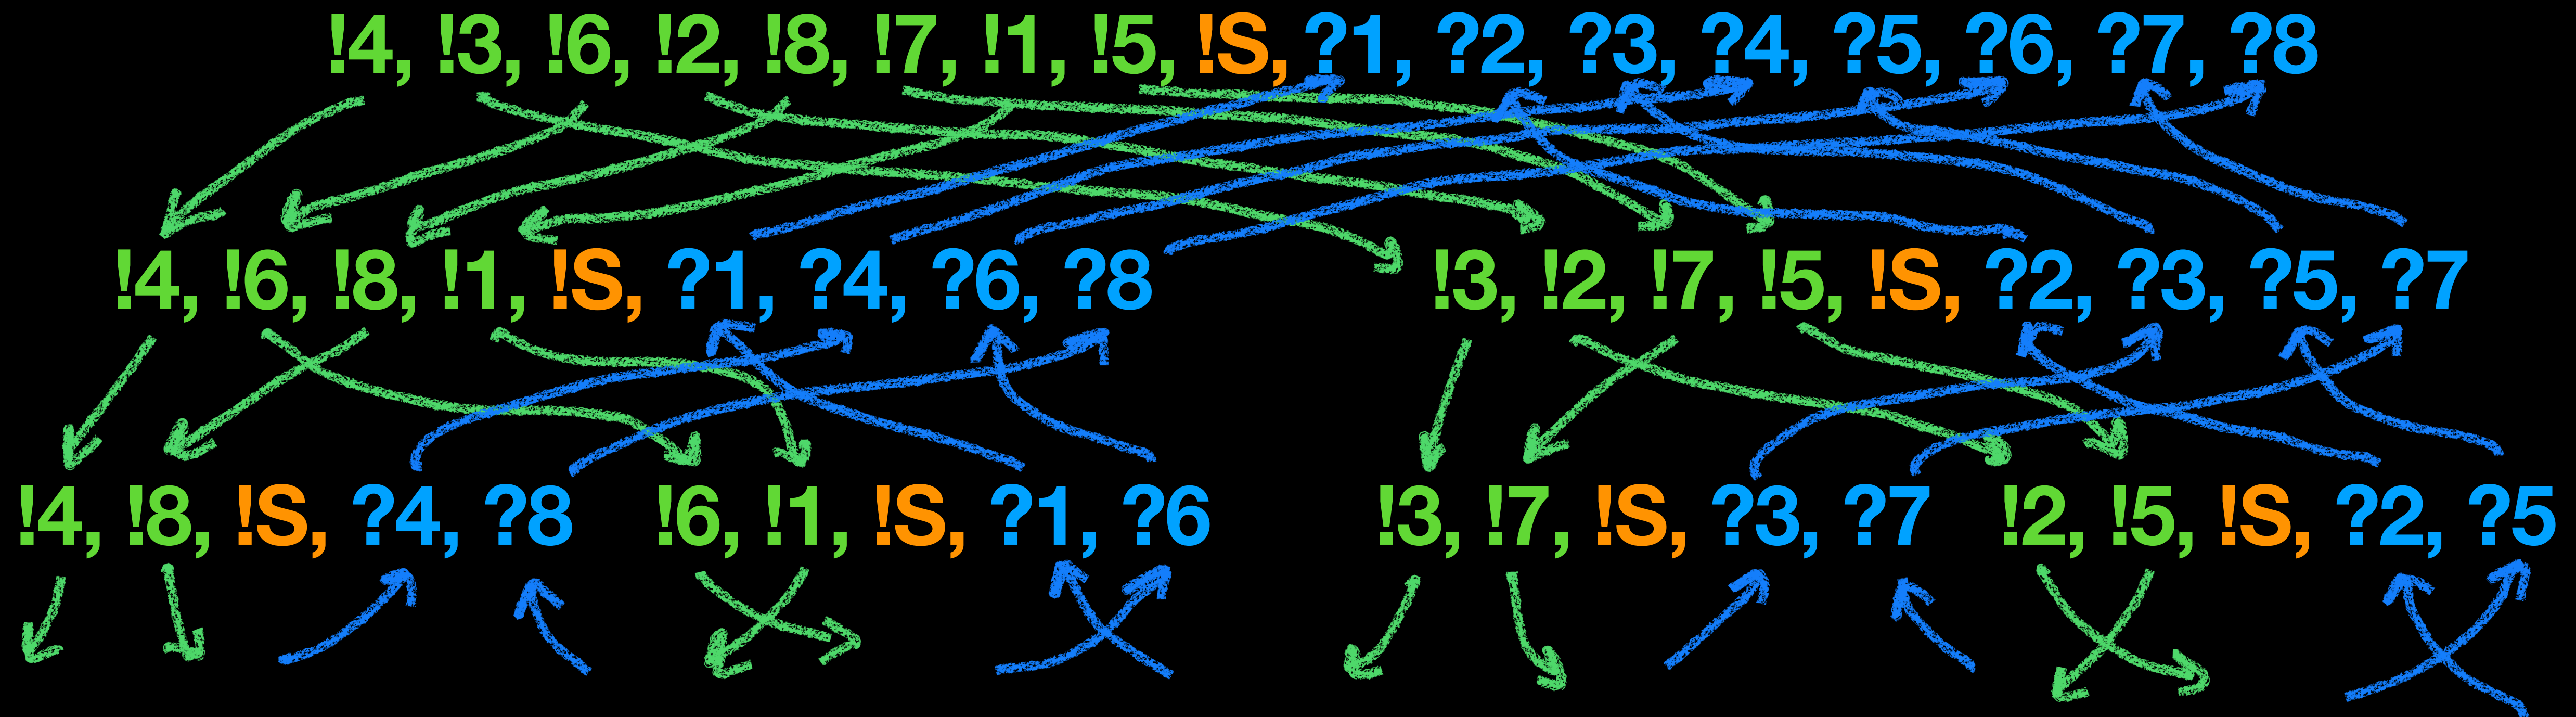 !4, !3, !6, !2, !8, !7, !1, !5, !S, ?1, ?2, ?3, ?4, ?5, ?6, ?7, ?8
!4, !6, !8, !1, !S, ?1, ?4, ?6, ?8
!3, !2, !7, !5, !S, ?2, ?3, ?5, ?7
!4, !8, !S, ?4, ?8
!6, !1, !S, ?1, ?6
!3, !7, !S, ?3, ?7
!2, !5, !S, ?2, ?5